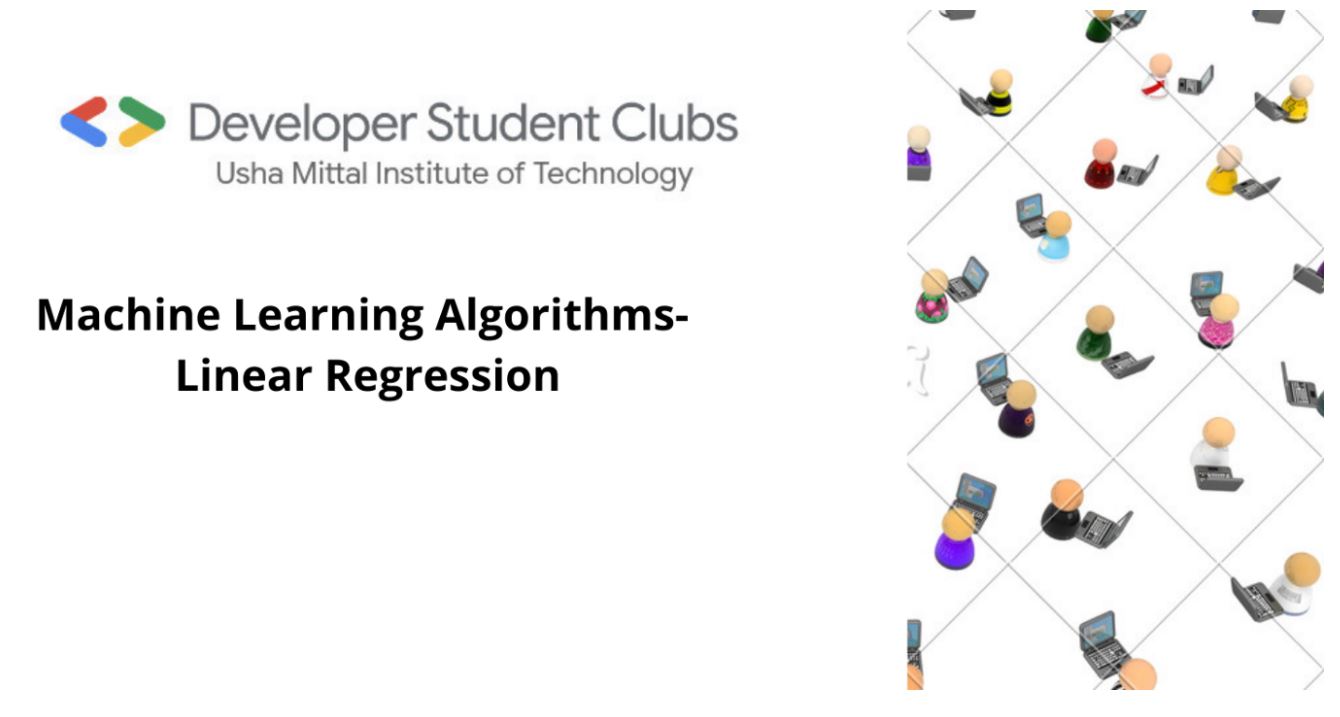 Developer Student Clubs
Usha Mittal Institute of Technology
Machine Learning Algorithms-
Linear Regression